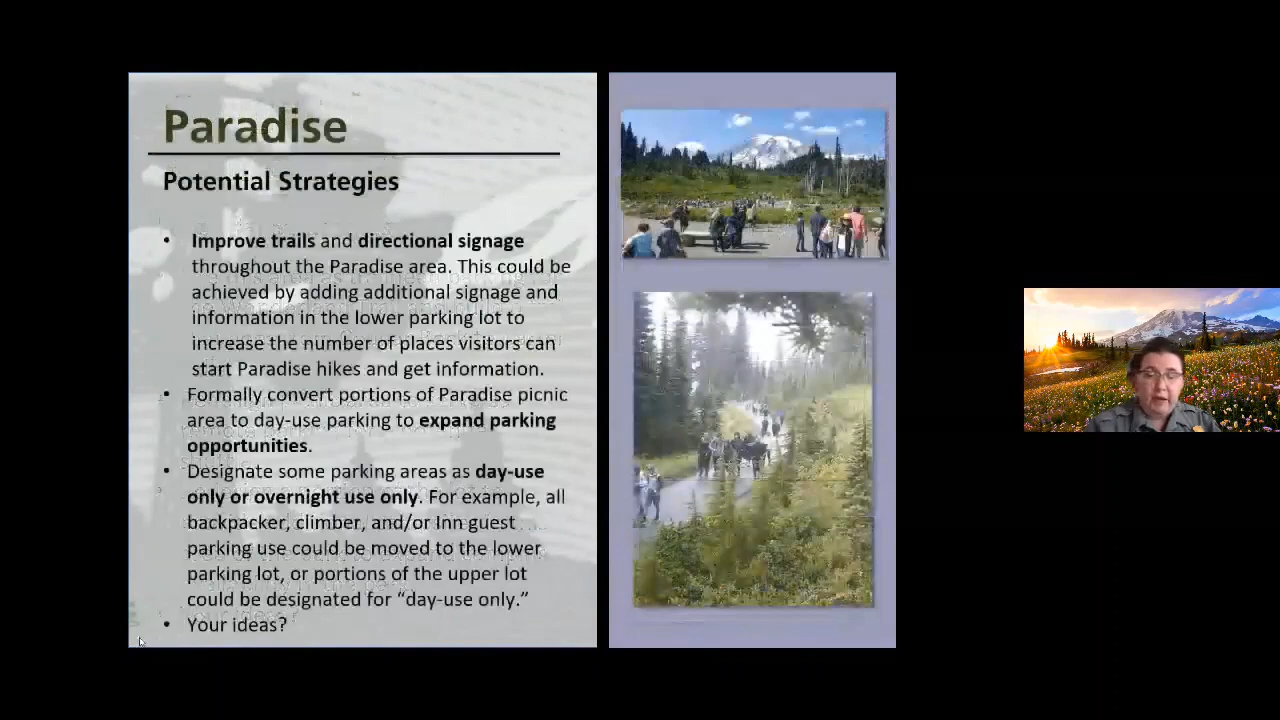 Paradise
Potential Strategies
• Improve trails and directional signage
throughout the Paradise area. This could be
achieved by adding additional signage and
information in the lower parking lot to
increase the number of places visitors can
start Paradise hikes and get information.
• Formally convert portions of Paradise picnic
area to day-use parking to expand parking
opportunities.
• Designate some parking areas as day-use
only or overnight use only. For example, all
backpacker, climber, and/or Inn guest
parking use could be moved to the lower
parking lot, or portions of the upper lot
could be designated for “day-use only.”
• Your ideas?